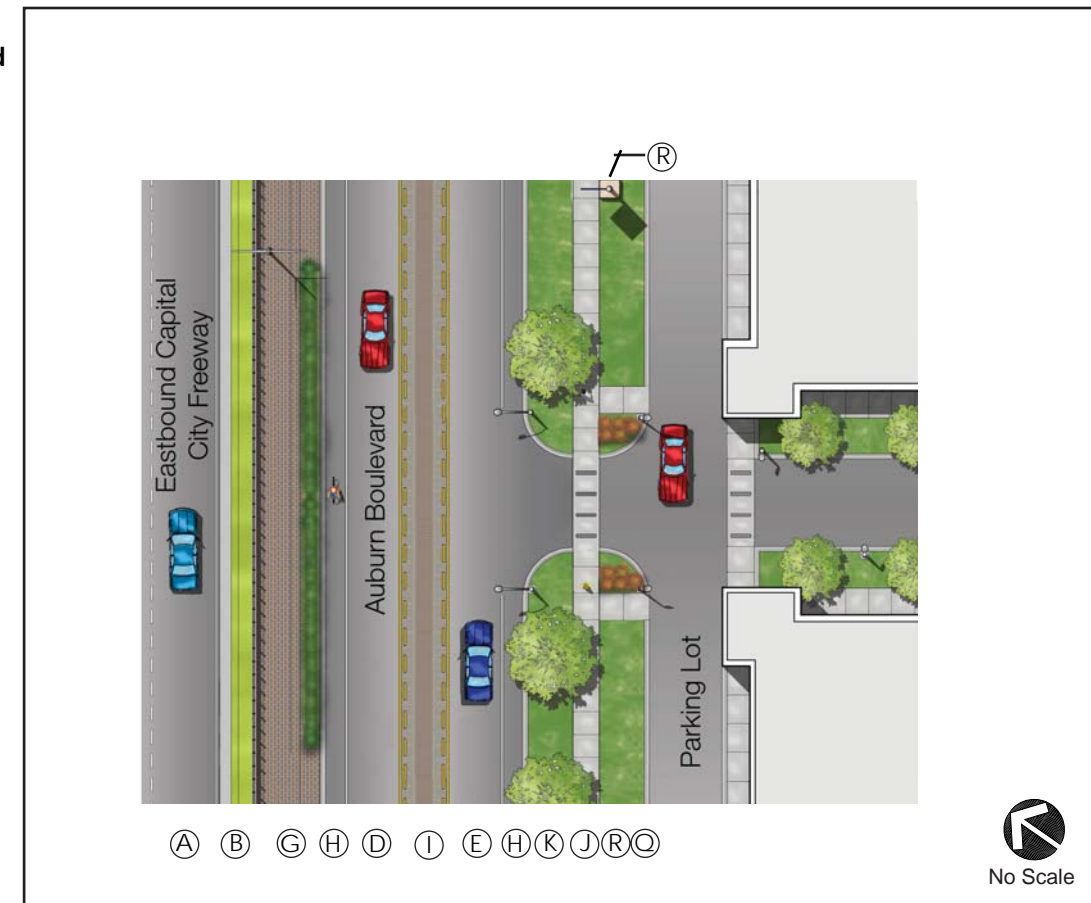 d
R
Eastbound Capital
City Freeway
Auburn Boulevard
Parking Lot
A B G H D I E H K J R Q
No Scale